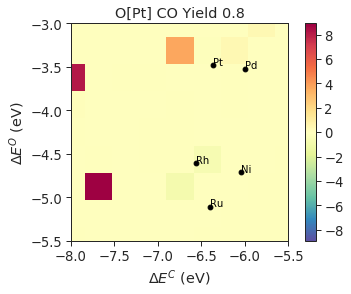 O[Pt] CO Yield 0.8
−3.0
−3.5
−4.0
−4.5
−5.0
−5.5
ΔE^O (eV)
Pt
Pd
Rh
Ni
Ru
−8.0 −7.5 −7.0 −6.5 −6.0 −5.5
ΔE^C (eV)
8
6
4
2
0
−2
−4
−6
−8